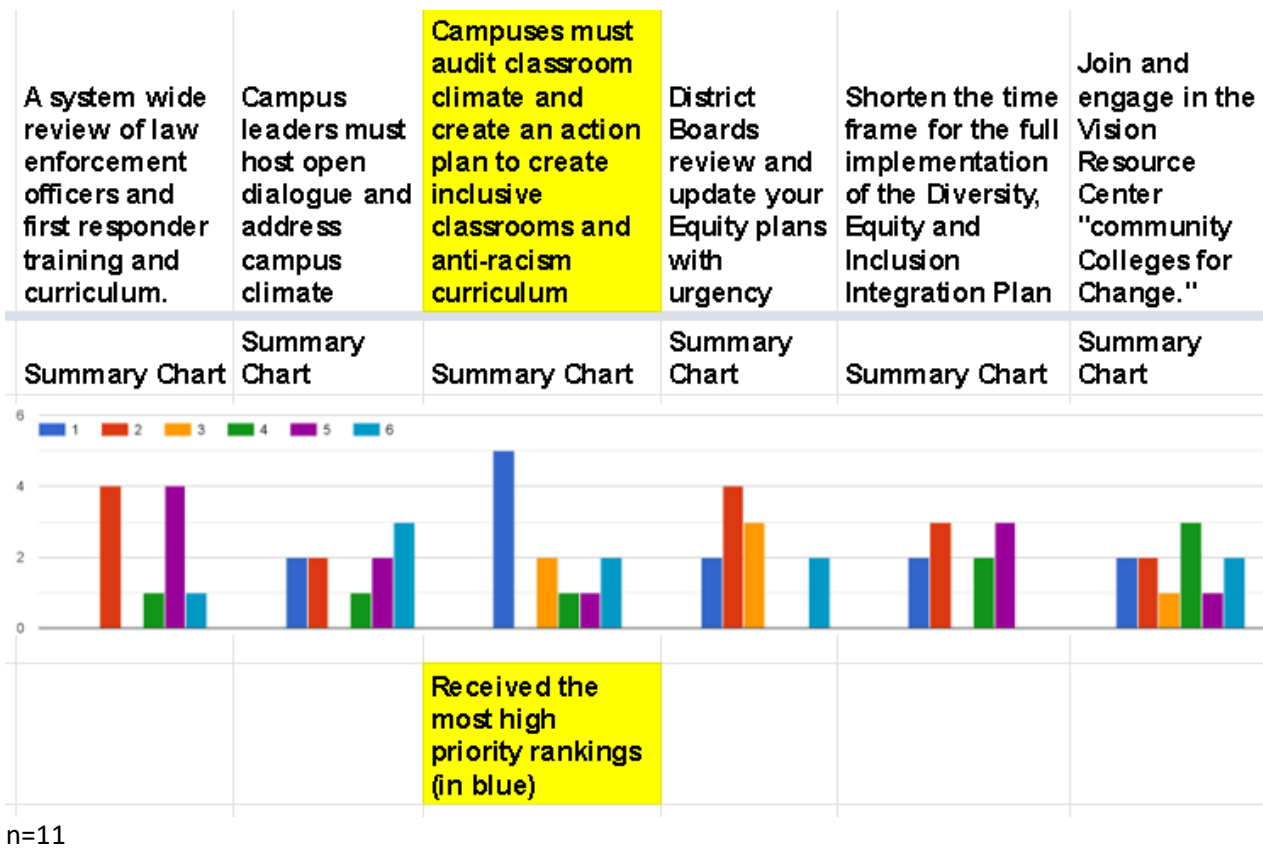 A system wide
review of law
enforcement
officers and
first responder
training and
curriculum.
Campus
leaders must
host open
dialogue and
address
campus
climate
Campuses must
audit classroom
climate and
create an action
plan to create
inclusive
classrooms and
anti-racism
curriculum
District
Boards
review and
update your
Equity plans
with
urgency
Shorten the time
frame for the full
implementation
of the Diversity,
Equity and
Inclusion
Integration Plan
Join and
engage in the
Vision
Resource
Center
"community
Colleges for
Change."
Summary Chart
Summary
Chart
Summary Chart
Summary
Chart
Summary Chart
Summary
Chart
6
1 2 3 4 5 6
4
2
0
Received the
most high
priority rankings
(in blue)
n=11